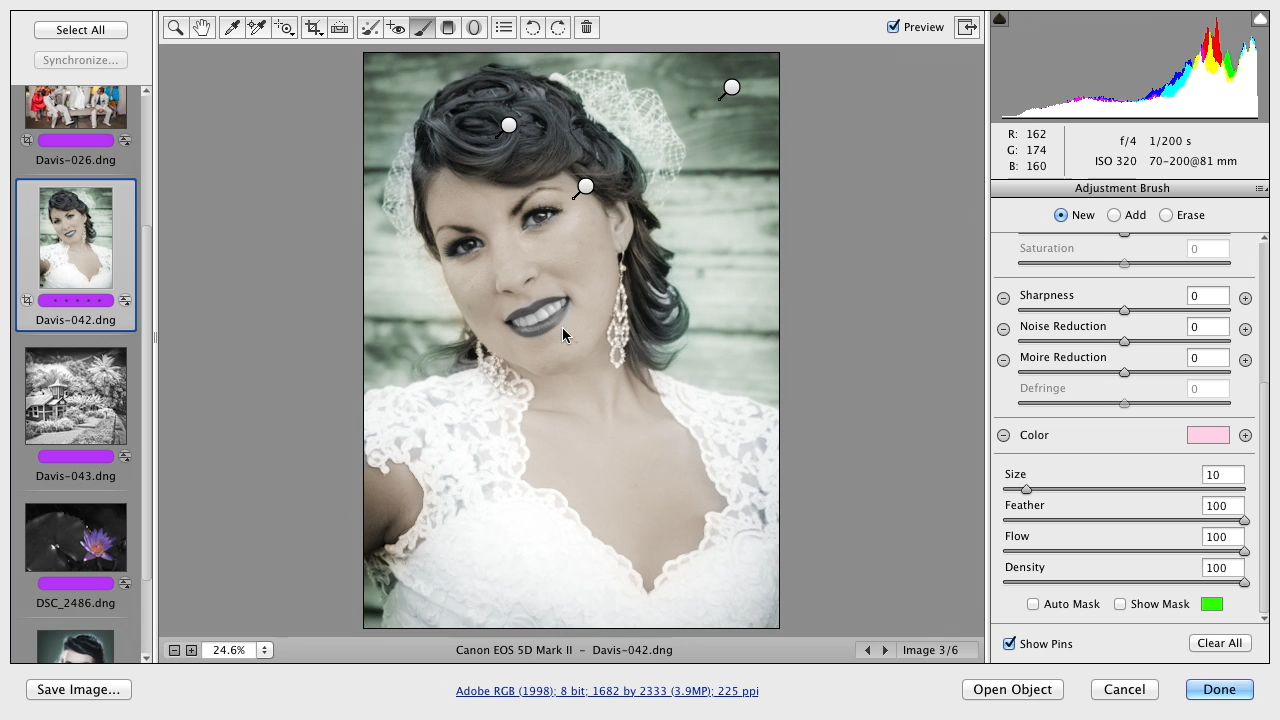 Select All
Synchronize...
Davis-026.dng
Davis-042.dng
Davis-043.dng
DSC_2486.dng
Preview
R: 162
G: 174
B: 160
f/4 1/200 s
ISO 320 70-200@81 mm
Adjustment Brush
New Add Erase
Saturation 0
Sharpness 0
Noise Reduction 0
Moire Reduction 0
Defringe 0
Color
Size 10
Feather 100
Flow 100
Density 100
Auto Mask Show Mask
Show Pins Clear All
24.6% Canon EOS 5D Mark II – Davis-042.dng Image 3/6
Save Image... Adobe RGB (1998); 8 bit; 1682 by 2333 (3.9MP); 225 ppi Open Object Cancel Done